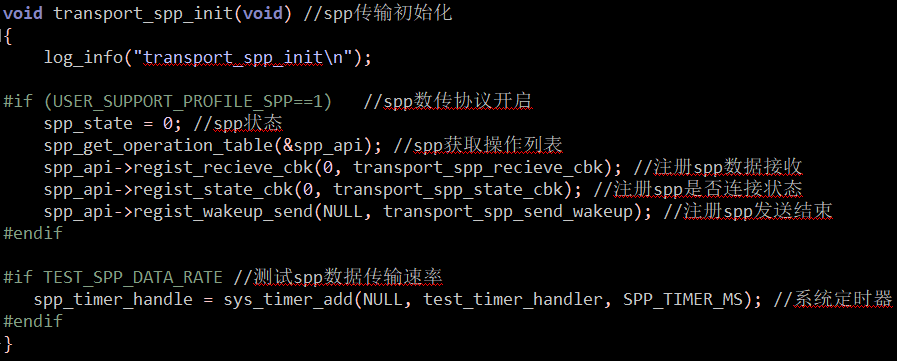 void transport_spp_init(void) //spp传输初始化
{
    log_info("transport_spp_init\n");

#if (USER_SUPPORT_PROFILE_SPP==1)   //spp数传协议开启
    spp_state = 0; //spp状态
    spp_get_operation_table(&spp_api); //spp获取操作列表
    spp_api->regist_recieve_cbk(0, transport_spp_recieve_cbk); //注册spp数据接收
    spp_api->regist_state_cbk(0, transport_spp_state_cbk); //注册spp是否连接状态
    spp_api->regist_wakeup_send(NULL, transport_spp_send_wakeup); //注册spp发送结束
#endif

#if TEST_SPP_DATA_RATE //测试spp数据传输速率
   spp_timer_handle = sys_timer_add(NULL, test_timer_handler, SPP_TIMER_MS); //系统定时器
#endif
}